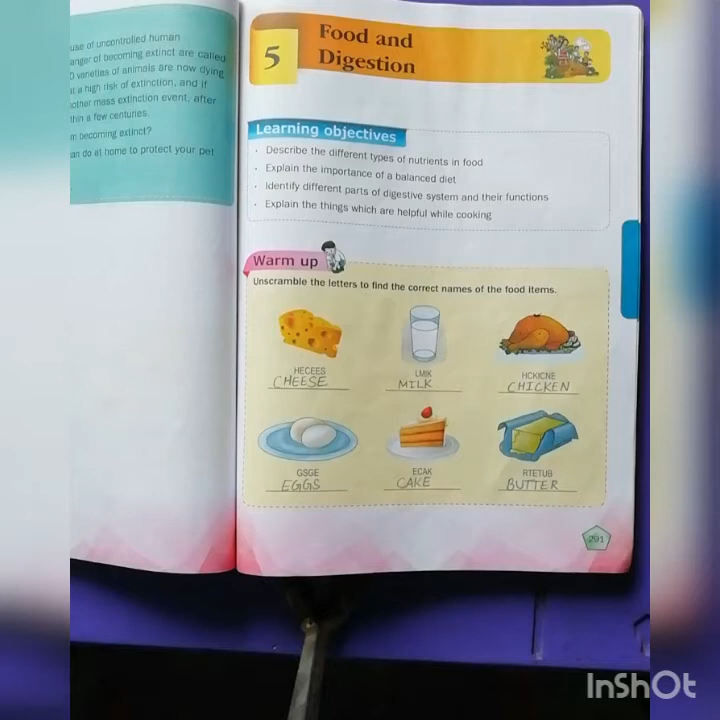 use of uncontrolled human
anger of becoming extinct are called
0 varieties of animals are now dying
at a high risk of extinction, and if
nother mass extinction event, after
thin a few centuries.
m becoming extinct?
an do at home to protect your pet
5
Food and
Digestion
Learning objectives
· Describe the different types of nutrients in food
· Explain the importance of a balanced diet
· Identify different parts of digestive system and their functions
· Explain the things which are helpful while cooking
Warm up
Unscramble the letters to find the correct names of the food items.
HECEES LMIK HCKICNE
CHEESE MILK CHICKEN
GSGE ECAK RTETUB
EGGS CAKE BUTTER
201
InShOt